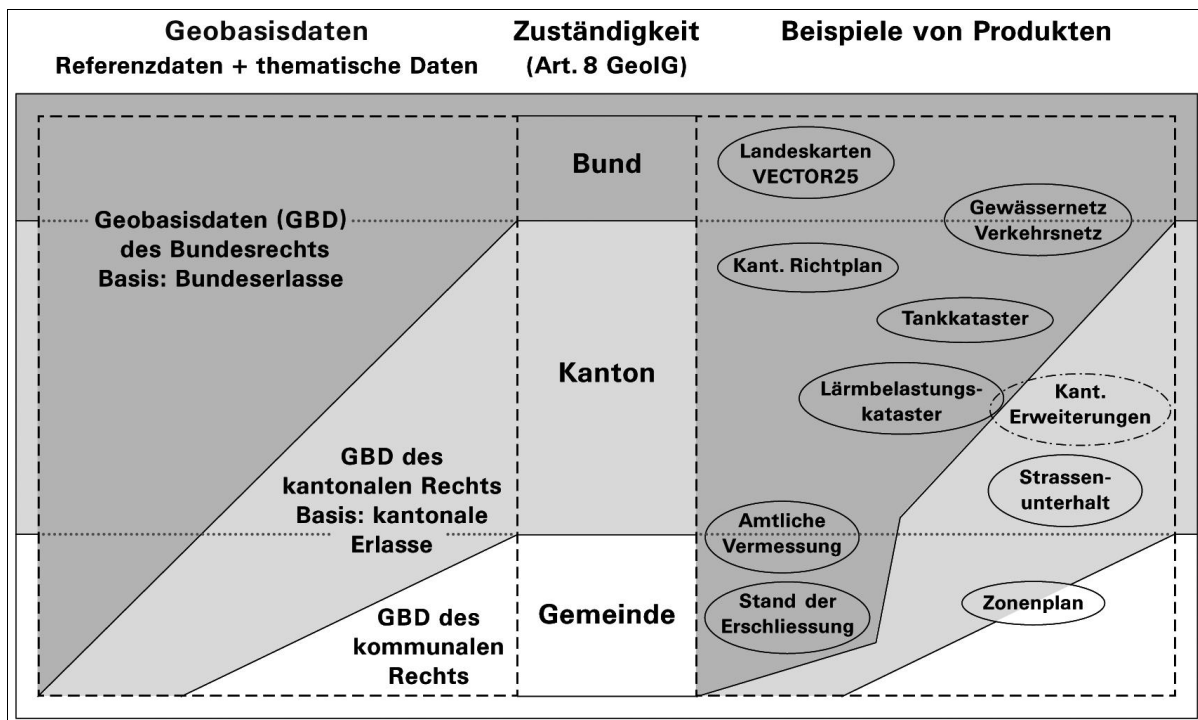 Geobasisdaten
Referenzdaten + thematische Daten
Zuständigkeit
(Art. 8 GeoIG)
Beispiele von Produkten
Geobasisdaten (GBD)
des Bundesrechts
Basis: Bundeserlasse
GBD des
kantonalen Rechts
Basis: kantonale
Erlasse
GBD des
kommunalen
Rechts
Bund
Kanton
Gemeinde
Landeskarten
VECTOR25
Gewässernetz
Verkehrsnetz
Kant. Richtplan
Tankkataster
Lärmbelastungs-
kataster
Kant.
Erweiterungen
Strassen-
unterhalt
Amtliche
Vermessung
Stand der
Erschliessung
Zonenplan